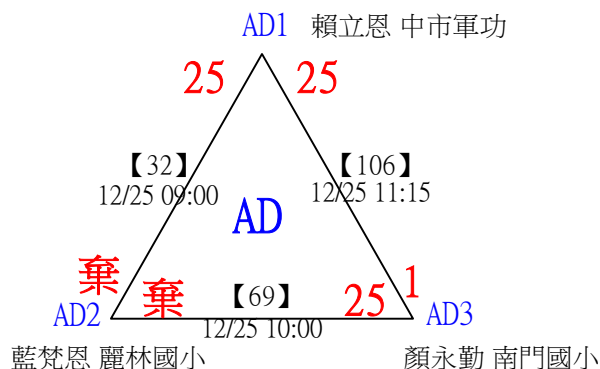 AD1 賴立恩 中市軍功
25 25
【32】 【106】
12/25 09:00 12/25 11:15
AD
棄 棄 【69】 25 1
AD2 12/25 10:00 AD3
藍梵恩 麗林國小 顏永勤 南門國小